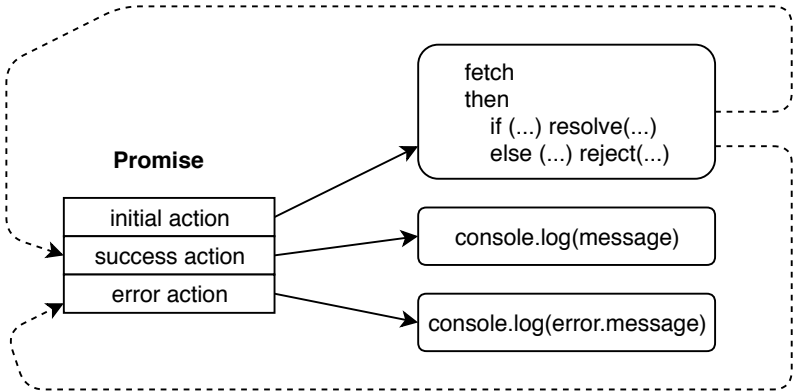 Promise
initial action
success action
error action
fetch
then
if (...) resolve(...)
else (...) reject(...)
console.log(message)
console.log(error.message)